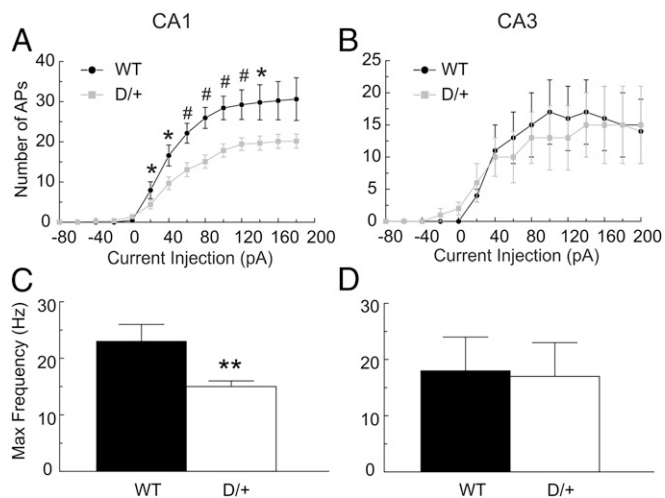 CA1 CA3
A B
WT
D/+
* * # # # # *
Number of APs
40
30
20
10
0
-80 -40 0 40 80 120 160 200
Current Injection (pA)
WT
D/+
25
20
15
10
5
0
-80 -40 0 40 80 120 160 200
Current Injection (pA)
C D
Max Frequency (Hz)
30
20
10
0
**
WT D/+
30
20
10
0
WT D/+